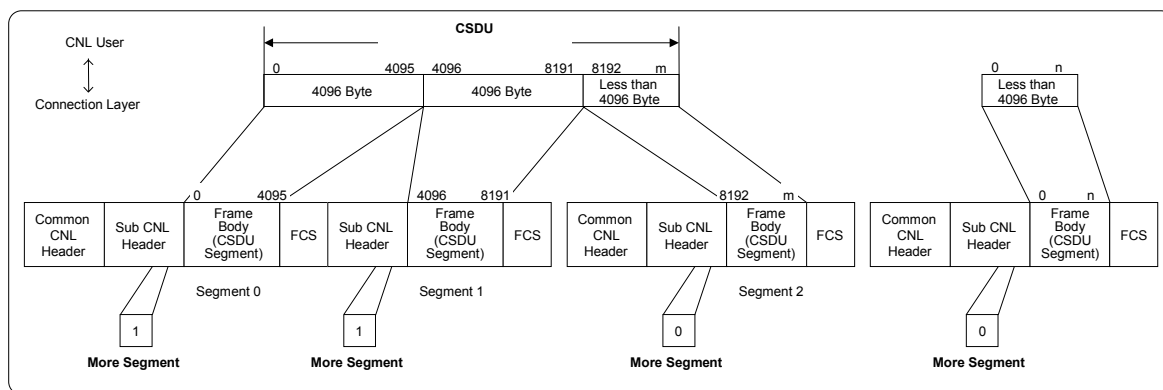 CSDU
CNL User
Connection Layer
0 4095 4096 8191 8192 m
4096 Byte
4096 Byte
Less than
4096 Byte
0 n
Less than
4096 Byte
0 4095 4096 8191 8192 m 0 n
Common
CNL
Header
Sub CNL
Header
Frame
Body
(CSDU
Segment)
FCS
Sub CNL
Header
Frame
Body
(CSDU
Segment)
FCS
Common
CNL
Header
Sub CNL
Header
Frame
Body
(CSDU
Segment)
FCS
Common
CNL
Header
Sub CNL
Header
Frame
Body
(CSDU
Segment)
FCS
Segment 0
Segment 1
Segment 2
1
1
0
0
More Segment
More Segment
More Segment
More Segment